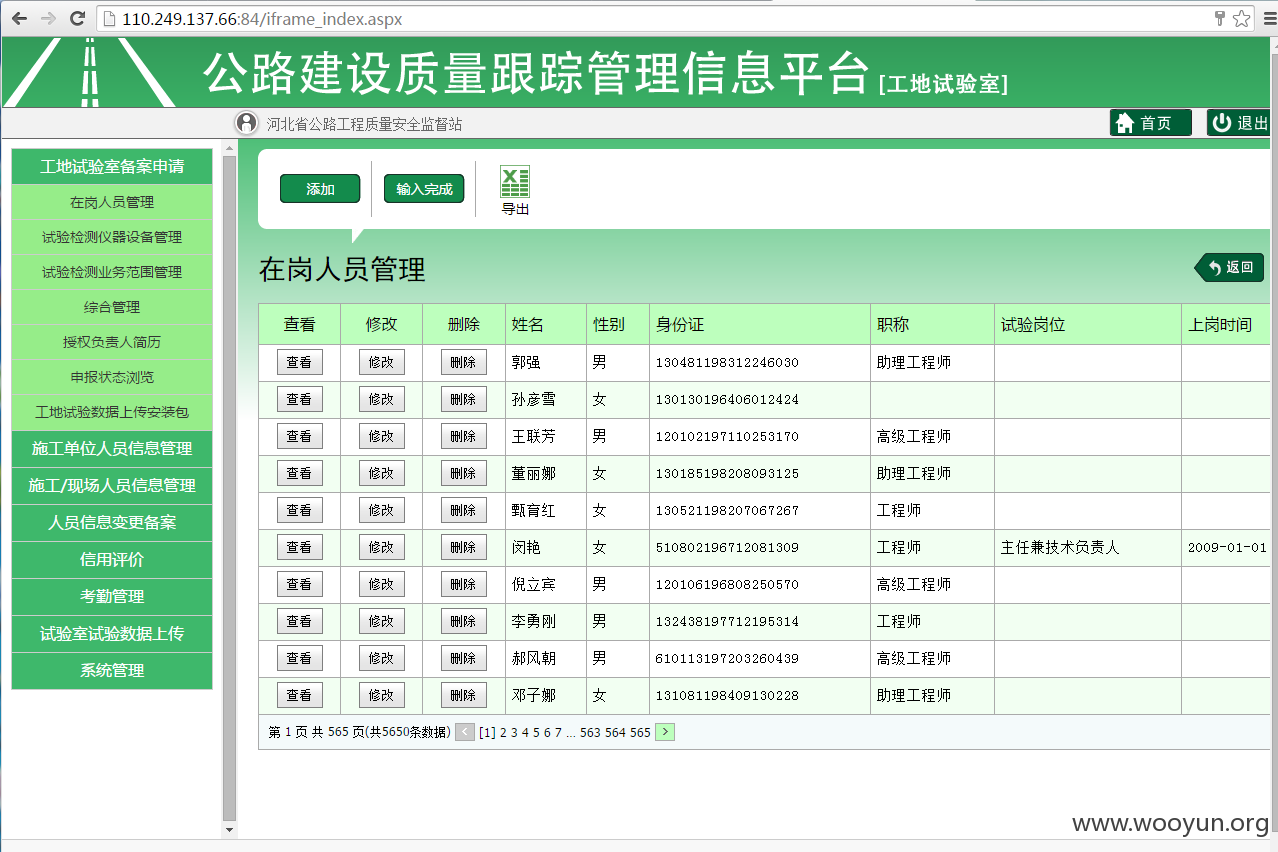 110.249.137.66:84/iframe_index.aspx
公路建设质量跟踪管理信息平台 [工地试验室]
河北省公路工程质量安全监督站 首页 退出
工地试验室备案申请
在岗人员管理
试验检测仪器设备管理
试验检测业务范围管理
综合管理
授权负责人简历
申报状态浏览
工地试验数据上传安装包
施工单位人员信息管理
施工/现场人员信息管理
人员信息变更备案
信用评价
考勤管理
试验室试验数据上传
系统管理
添加 输入完成 导出
在岗人员管理 返回
查看 修改 删除 姓名 性别 身份证 职称 试验岗位 上岗时间
查看 修改 删除 郭强 男 130481198312246030 助理工程师
查看 修改 删除 孙彦雪 女 130130196406012424
查看 修改 删除 王联芳 男 120102197110253170 高级工程师
查看 修改 删除 董丽娜 女 130185198208093125 助理工程师
查看 修改 删除 甄育红 女 130521198207067267 工程师
查看 修改 删除 闵艳 女 510802196712081309 工程师 主任兼技术负责人 2009-01-01
查看 修改 删除 倪立宾 男 120106196808250570 高级工程师
查看 修改 删除 李勇刚 男 132438197712195314 工程师
查看 修改 删除 郝风朝 男 610113197203260439 高级工程师
查看 修改 删除 邓子娜 女 131081198409130228 助理工程师
第 1 页 共 565 页(共5650条数据) < [1] 2 3 4 5 6 7 ... 563 564 565 >
www.wooyun.org